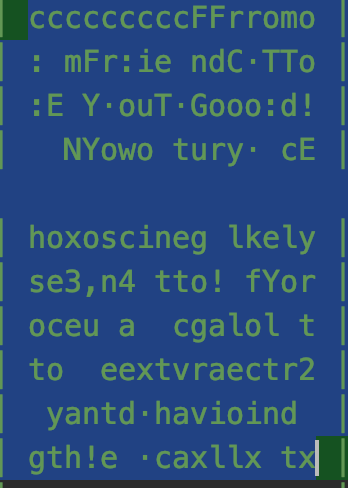 cccccccccFFrromo
: mFr:ie ndC·TTo
:E Y·ouT·Gooo:d!
NYowo tury· cE
hoxoscineg lkely
se3,n4 tto! fYor
oceu a  cgalol t
to  eextvraectr2
yantd·havioind
gth!e ·caxllx tx